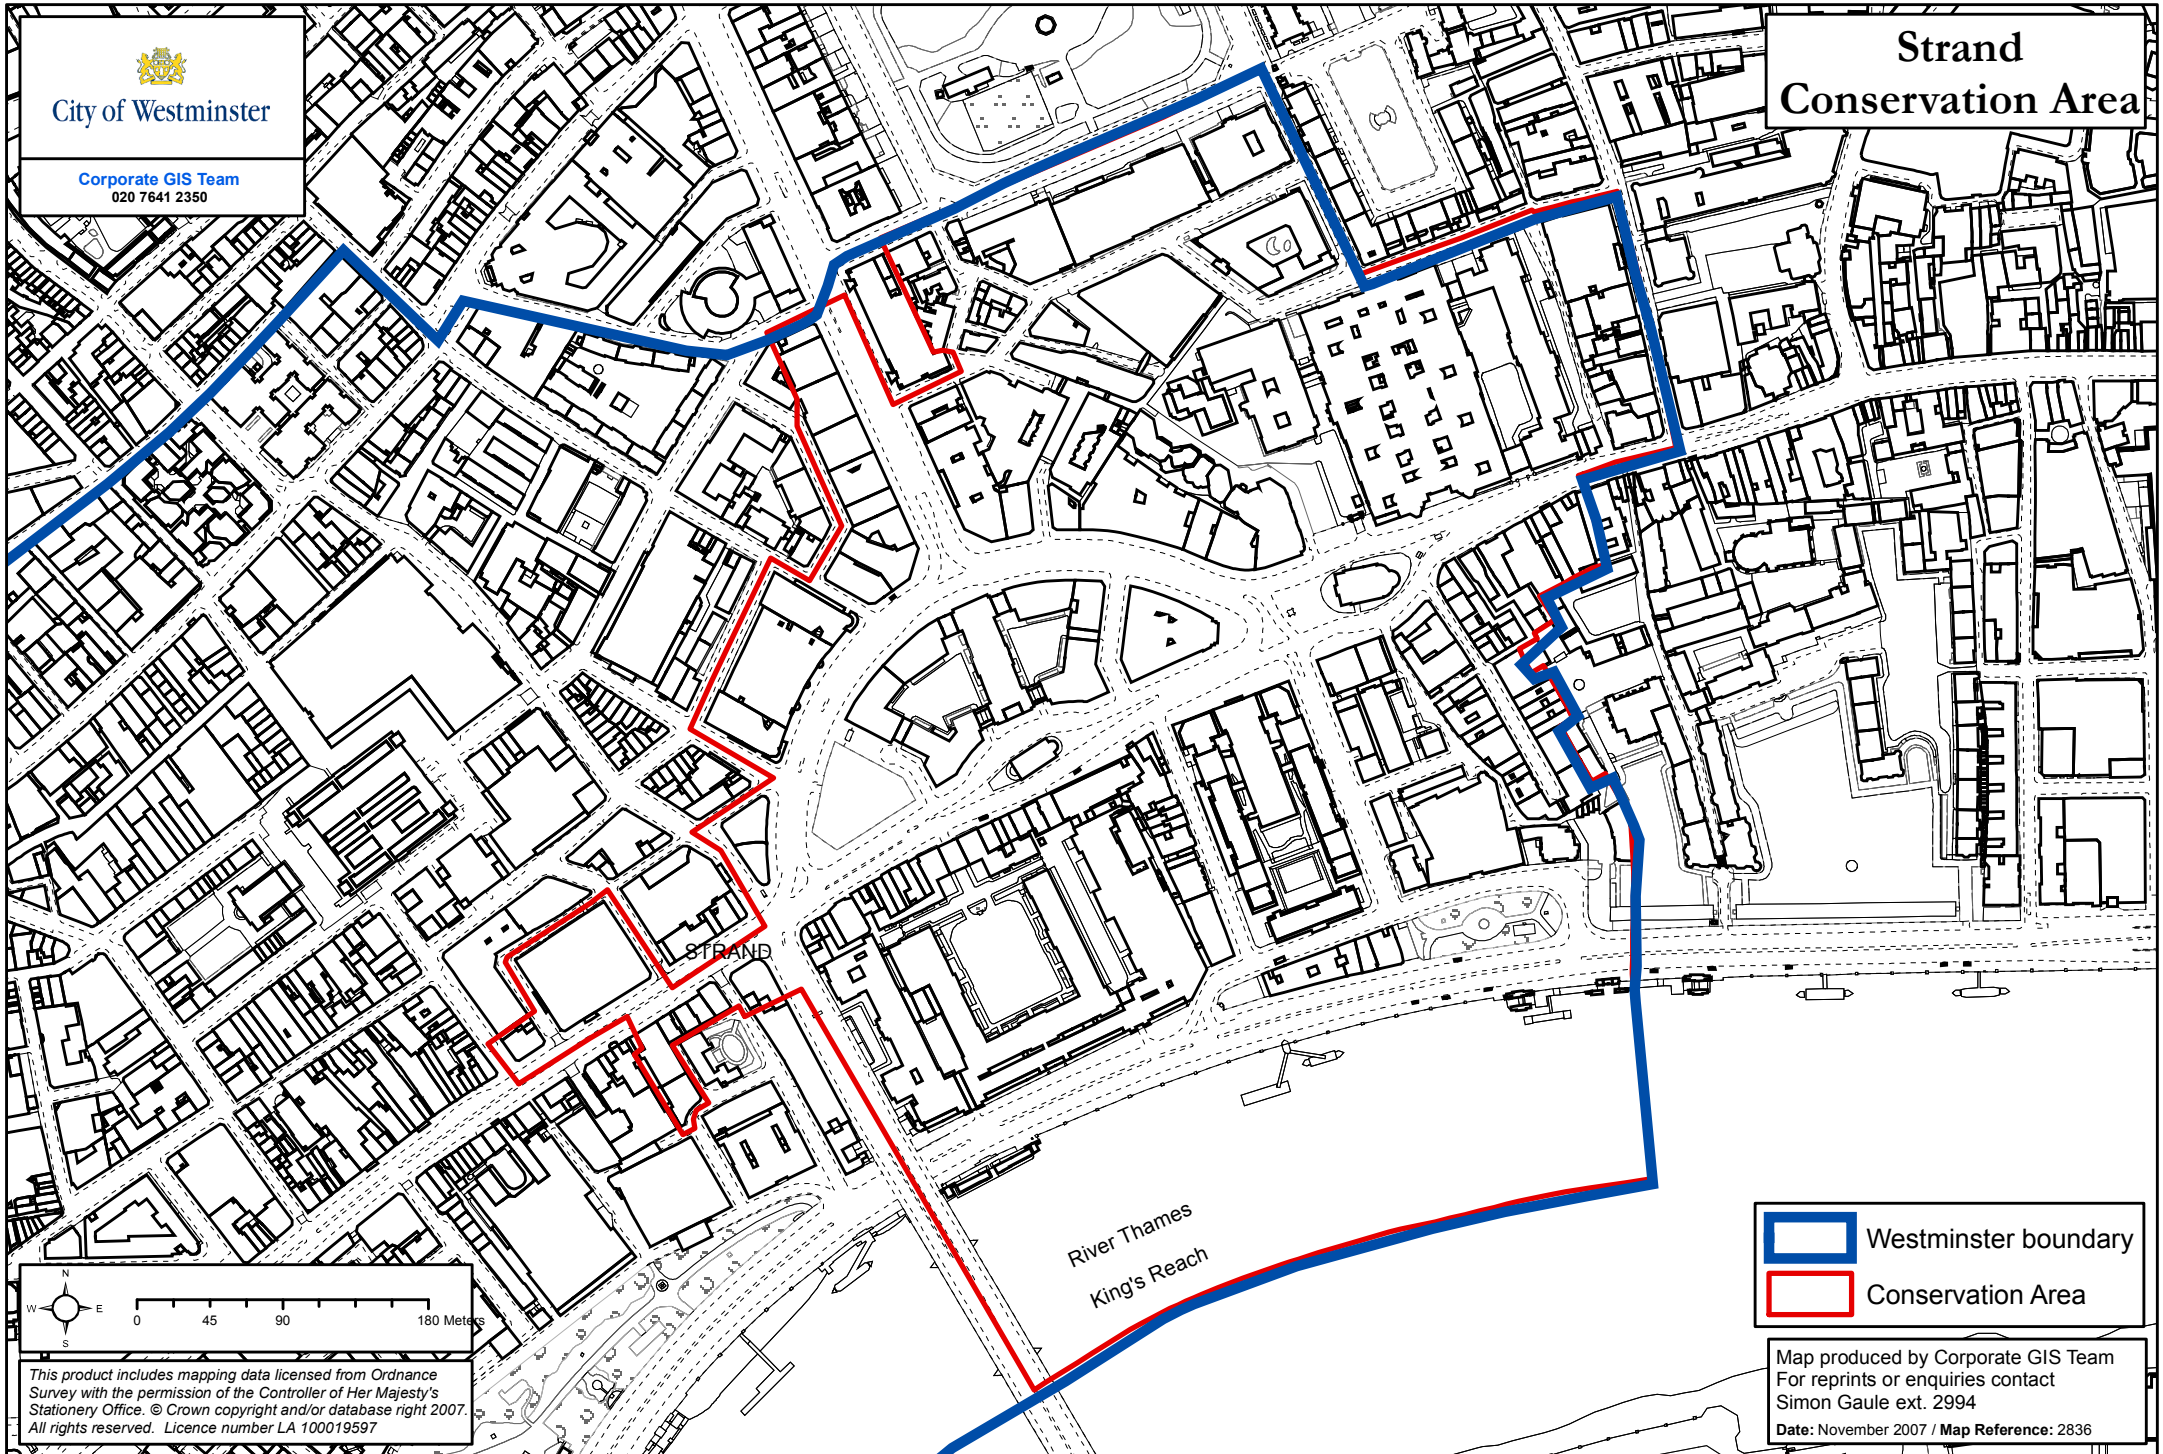 City of Westminster
Corporate GIS Team
020 7641 2350
Strand
Conservation Area
STRAND
River Thames
King's Reach
Westminster boundary
Conservation Area
N
W E
S
0 45 90 180 Meters
This product includes mapping data licensed from Ordnance
Survey with the permission of the Controller of Her Majesty's
Stationery Office. © Crown copyright and/or database right 2007.
All rights reserved. Licence number LA 100019597
Map produced by Corporate GIS Team
For reprints or enquiries contact
Simon Gaule ext. 2994
Date: November 2007 / Map Reference: 2836